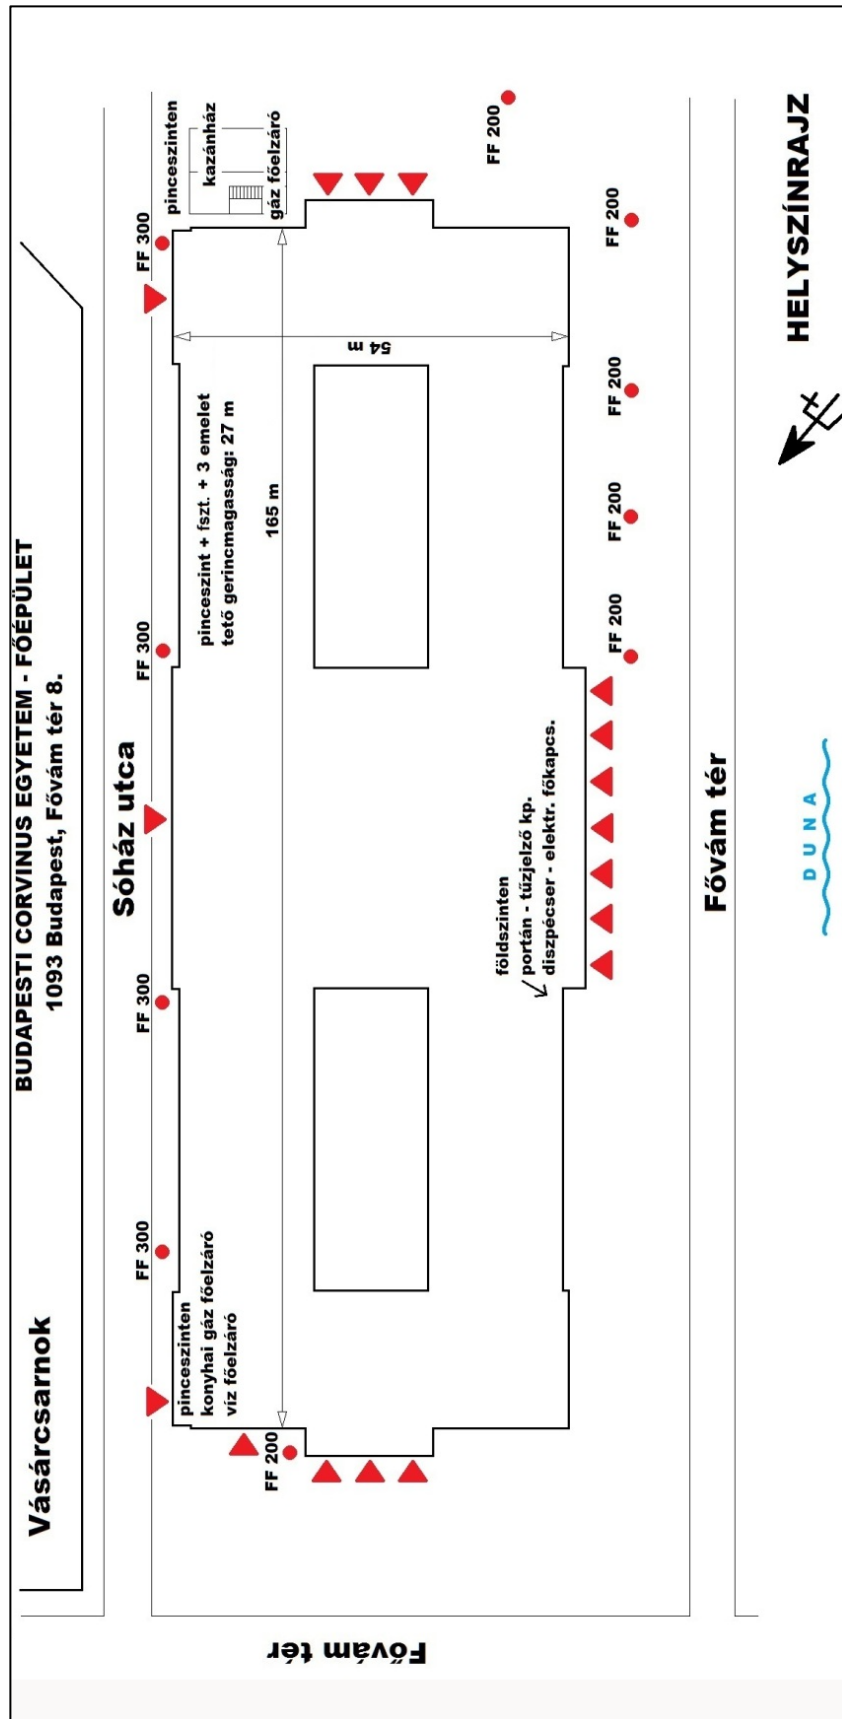 BUDAPESTI CORVINUS EGYETEM - FŐÉPÜLET
1093 Budapest, Fővám tér 8.
Vásárcsarnok
Sóház utca
FF 300
FF 300
FF 300
FF 300
pinceszinten
kazánház
gáz főelzáró
pinceszinten
konyhai gáz főelzáró
víz főelzáró
pinceszint + fszt. + 3 emelet
tető gerincmagasság: 27 m
165 m
54 m
FF 200
földszinten
portán - tűzjelző kp.
diszpécser - elektr. főkapcs.
FF 200
FF 200
FF 200
FF 200
FF 200
Fővám tér
Fővám tér
DUNA
HELYSZÍNRAJZ
É